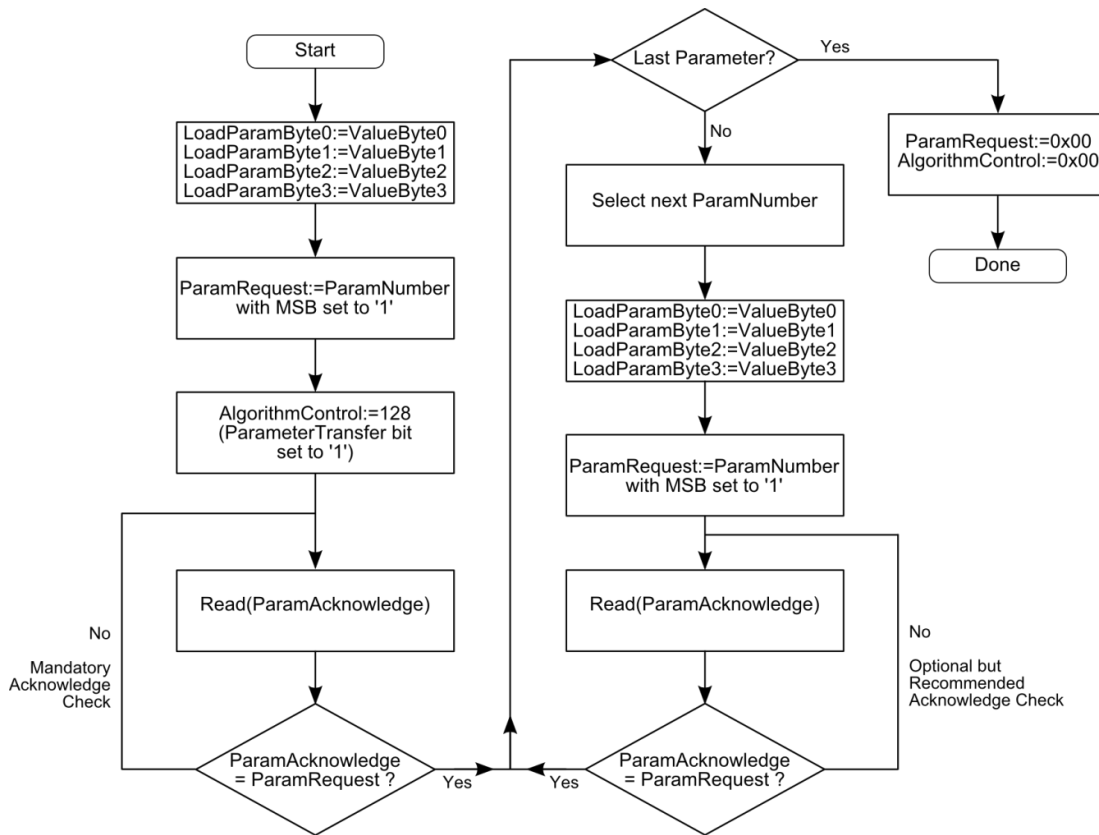 Start
LoadParamByte0:=ValueByte0
LoadParamByte1:=ValueByte1
LoadParamByte2:=ValueByte2
LoadParamByte3:=ValueByte3
ParamRequest:=ParamNumber
with MSB set to '1'
AlgorithmControl:=128
(ParameterTransfer bit
set to '1')
Read(ParamAcknowledge)
No
Mandatory
Acknowledge
Check
ParamAcknowledge
= ParamRequest ?
Yes
Last Parameter?
Yes
No
Select next ParamNumber
LoadParamByte0:=ValueByte0
LoadParamByte1:=ValueByte1
LoadParamByte2:=ValueByte2
LoadParamByte3:=ValueByte3
ParamRequest:=ParamNumber
with MSB set to '1'
Read(ParamAcknowledge)
No
Optional but
Recommended
Acknowledge Check
ParamAcknowledge
= ParamRequest ?
Yes
ParamRequest:=0x00
AlgorithmControl:=0x00
Done